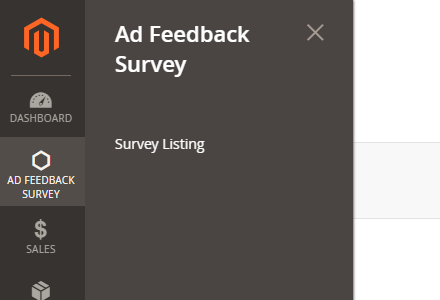 Ad Feedback
Survey
DASHBOARD
Survey Listing
AD FEEDBACK
SURVEY
$
SALES